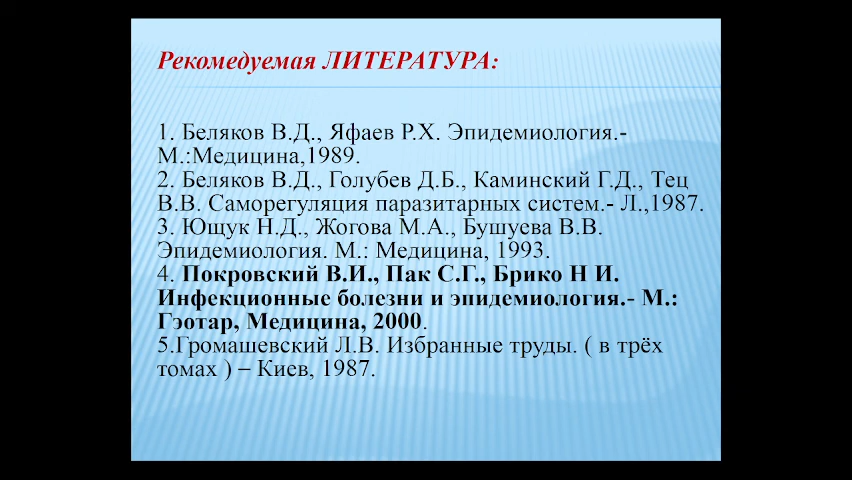 Рекомедуемая ЛИТЕРАТУРА:
1. Беляков В.Д., Яфаев Р.Х. Эпидемиология.-
М.:Медицина,1989.
2. Беляков В.Д., Голубев Д.Б., Каминский Г.Д., Тец
В.В. Саморегуляция паразитарных систем.- Л.,1987.
3. Ющук Н.Д., Жогова М.А., Бушуева В.В.
Эпидемиология. М.: Медицина, 1993.
4. Покровский В.И., Пак С.Г., Брико Н И.
Инфекционные болезни и эпидемиология.- М.:
Гэотар, Медицина, 2000.
5.Громашевский Л.В. Избранные труды. ( в трёх
томах ) – Киев, 1987.